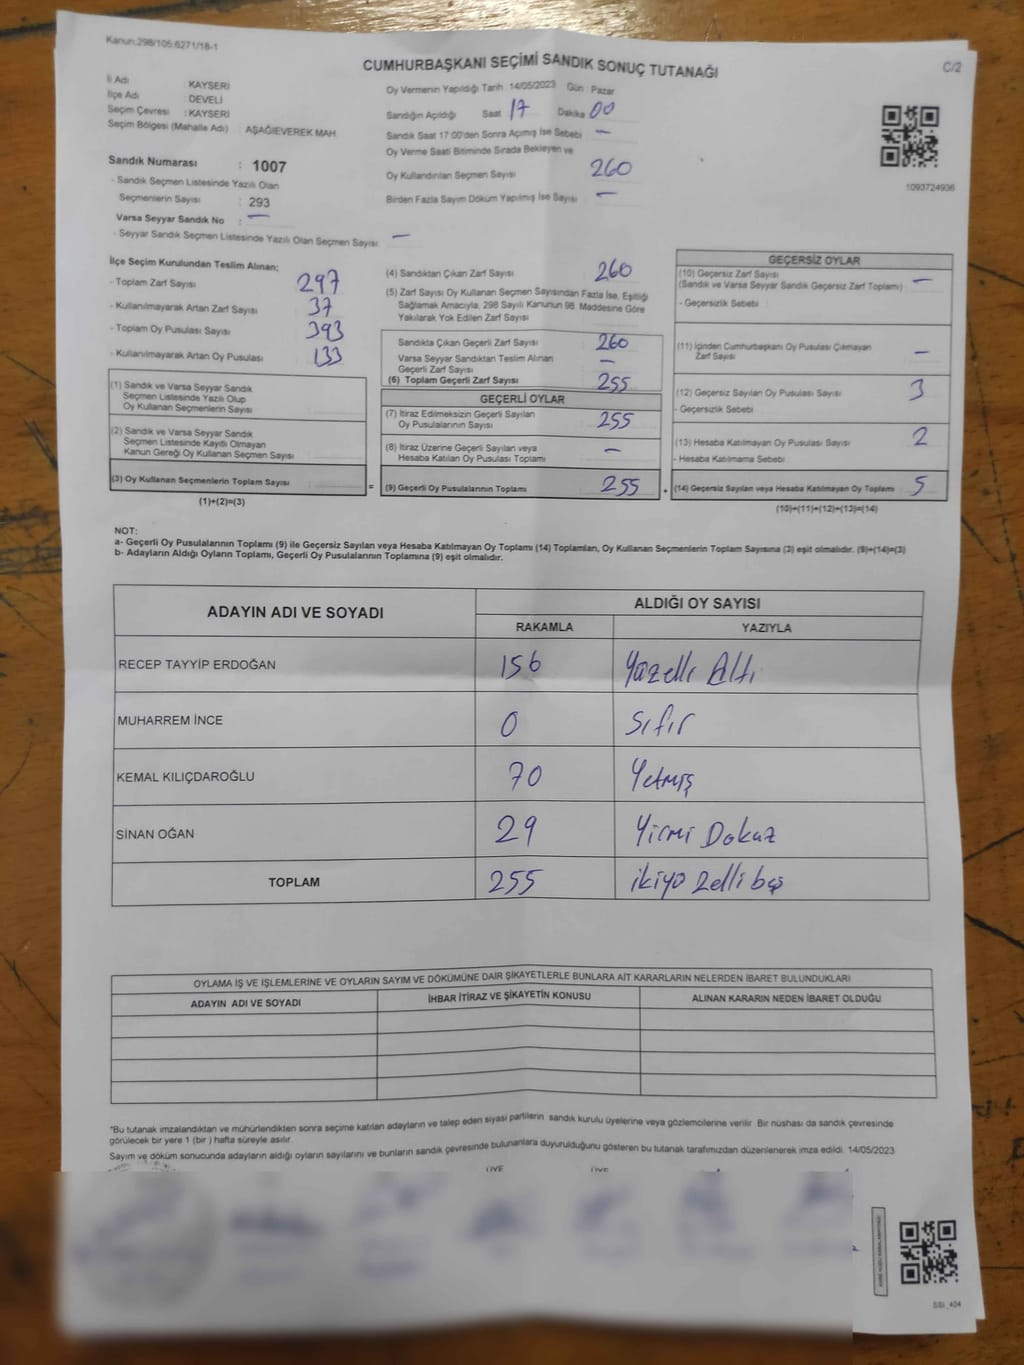 Kanun:298/105:6271/18-1
CUMHURBAŞKANI SEÇİMİ SANDIK SONUÇ TUTANAĞI
C/2
İl Adı : KAYSERİ
İlçe Adı : DEVELİ
Seçim Çevresi : KAYSERİ
Seçim Bölgesi (Mahalle Adı) : AŞAĞIEVEREK MAH
Sandık Numarası : 1007
- Sandık Seçmen Listesinde Yazılı Olan
Seçmenlerin Sayısı : 293
Varsa Seyyar Sandık No : —
- Seyyar Sandık Seçmen Listesinde Yazılı Olan Seçmen Sayısı —
Oy Vermenin Yapıldığı Tarih : 14/05/2023 Gün : Pazar
Sandığın Açıldığı Saat 17 Dakika 00
Sandık Saat 17:00'den Sonra Açımış İse Sebebi —
Oy Verme Saati Bitiminde Sırada Bekleyen ve
Oy Kullandırılan Seçmen Sayısı 260
Birden Fazla Sayım Döküm Yapılmış İse Sayısı —
1093724936
İlçe Seçim Kurulundan Teslim Alınan;
- Toplam Zarf Sayısı 297
- Kullanılmayarak Artan Zarf Sayısı 37
- Toplam Oy Pusulası Sayısı 393
- Kullanılmayarak Artan Oy Pusulası 133
(1) Sandık ve Varsa Seyyar Sandık
Seçmen Listesinde Yazılı Olup
Oy Kullanan Seçmenlerin Sayısı
(2) Sandık ve Varsa Seyyar Sandık
Seçmen Listesinde Kayıtlı Olmayan
Kanun Gereği Oy Kullanan Seçmen Sayısı
(3) Oy Kullanan Seçmenlerin Toplam Sayısı =
(1)+(2)=(3)
(4) Sandıktan Çıkan Zarf Sayısı 260
(5) Zarf Sayısı Oy Kullanan Seçmen Sayısından Fazla İse, Eşitliği
Sağlamak Amacıyla, 298 Sayılı Kanunun 98. Maddesine Göre
Yakılarak Yok Edilen Zarf Sayısı
Sandıkta Çıkan Geçerli Zarf Sayısı 260
Varsa Seyyar Sandıktan Teslim Alınan
Geçerli Zarf Sayısı —
(6) Toplam Geçerli Zarf Sayısı 255
GEÇERLİ OYLAR
(7) İtiraz Edilmeksizin Geçerli Sayılan
Oy Pusulalarının Sayısı 255
(8) İtiraz Üzerine Geçerli Sayılan veya
Hesaba Katılan Oy Pusulası Toplamı —
(9) Geçerli Oy Pusulalarının Toplamı 255 +
GEÇERSİZ OYLAR
(10) Geçersiz Zarf Sayısı
(Sandık ve Varsa Seyyar Sandık Geçersiz Zarf Toplamı) —
- Geçersizlik Sebebi :
(11) İçinden Cumhurbaşkanı Oy Pusulası Çıkmayan
Zarf Sayısı —
(12) Geçersiz Sayılan Oy Pusulası Sayısı 3
- Geçersizlik Sebebi
(13) Hesaba Katılmayan Oy Pusulası Sayısı 2
- Hesaba Katılmama Sebebi :
(14) Geçersiz Sayılan veya Hesaba Katılmayan Oy Toplamı 5
(10)+(11)+(12)+(13)=(14)
NOT:
a- Geçerli Oy Pusulalarının Toplamı (9) ile Geçersiz Sayılan veya Hesaba Katılmayan Oy Toplamı (14) Toplamları, Oy Kullanan Seçmenlerin Toplam Sayısına (3) eşit olmalıdır. (9)+(14)=(3)
b- Adayların Aldığı Oyların Toplamı, Geçerli Oy Pusulalarının Toplamına (9) eşit olmalıdır.
ADAYIN ADI VE SOYADI ALDIĞI OY SAYISI
RAKAMLA YAZIYLA
RECEP TAYYİP ERDOĞAN 156 Yüzelli Altı
MUHARREM İNCE 0 Sıfır
KEMAL KILIÇDAROĞLU 70 Yetmiş
SİNAN OĞAN 29 Yirmi Dokuz
TOPLAM 255 ikiyüzellibeş
OYLAMA İŞ VE İŞLEMLERİNE VE OYLARIN SAYIM VE DÖKÜMÜNE DAİR ŞİKAYETLERLE BUNLARA AİT KARARLARIN NELERDEN İBARET BULUNDUKLARI
ADAYIN ADI VE SOYADI İHBAR İTİRAZ VE ŞİKAYETİN KONUSU ALINAN KARARIN NEDEN İBARET OLDUĞU
*Bu tutanak imzalandıktan ve mühürlendikten sonra seçime katılan adayların ve talep eden siyasi partilerin sandık kurulu üyelerine veya gözlemcilerine verilir. Bir nüshası da sandık çevresinde
görülecek bir yere 1 (bir ) hafta süreyle asılır.
Sayım ve döküm sonucunda adayların aldığı oyların sayılarını ve bunların sandık çevresinde bulunanlara duyurulduğunu gösteren bu tutanak tarafımızdan düzenlenerek imza edildi. 14/05/2023
ÜYE ÜYE
SSI_404